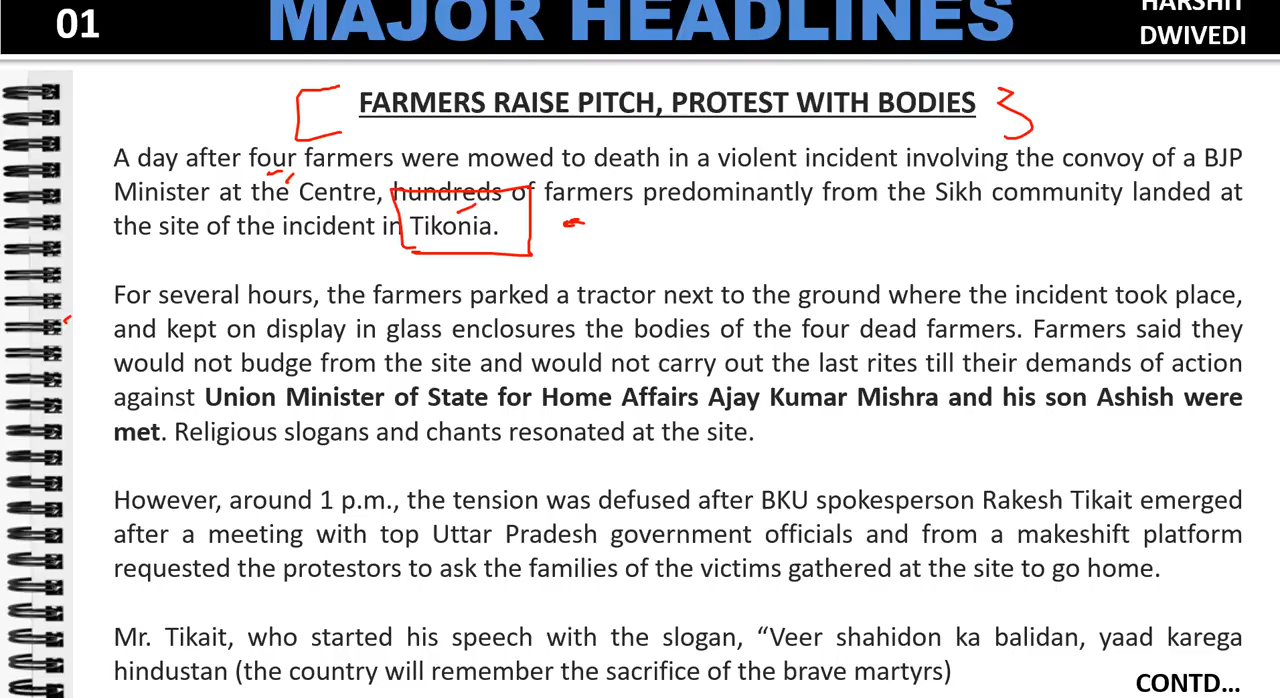 01
MAJOR HEADLINES
HARSHIT
DWIVEDI
FARMERS RAISE PITCH, PROTEST WITH BODIES
A day after four farmers were mowed to death in a violent incident involving the convoy of a BJP
Minister at the Centre, hundreds of farmers predominantly from the Sikh community landed at
the site of the incident in Tikonia.
For several hours, the farmers parked a tractor next to the ground where the incident took place,
and kept on display in glass enclosures the bodies of the four dead farmers. Farmers said they
would not budge from the site and would not carry out the last rites till their demands of action
against Union Minister of State for Home Affairs Ajay Kumar Mishra and his son Ashish were
met. Religious slogans and chants resonated at the site.
However, around 1 p.m., the tension was defused after BKU spokesperson Rakesh Tikait emerged
after a meeting with top Uttar Pradesh government officials and from a makeshift platform
requested the protestors to ask the families of the victims gathered at the site to go home.
Mr. Tikait, who started his speech with the slogan, “Veer shahidon ka balidan, yaad karega
hindustan (the country will remember the sacrifice of the brave martyrs)
CONTD...